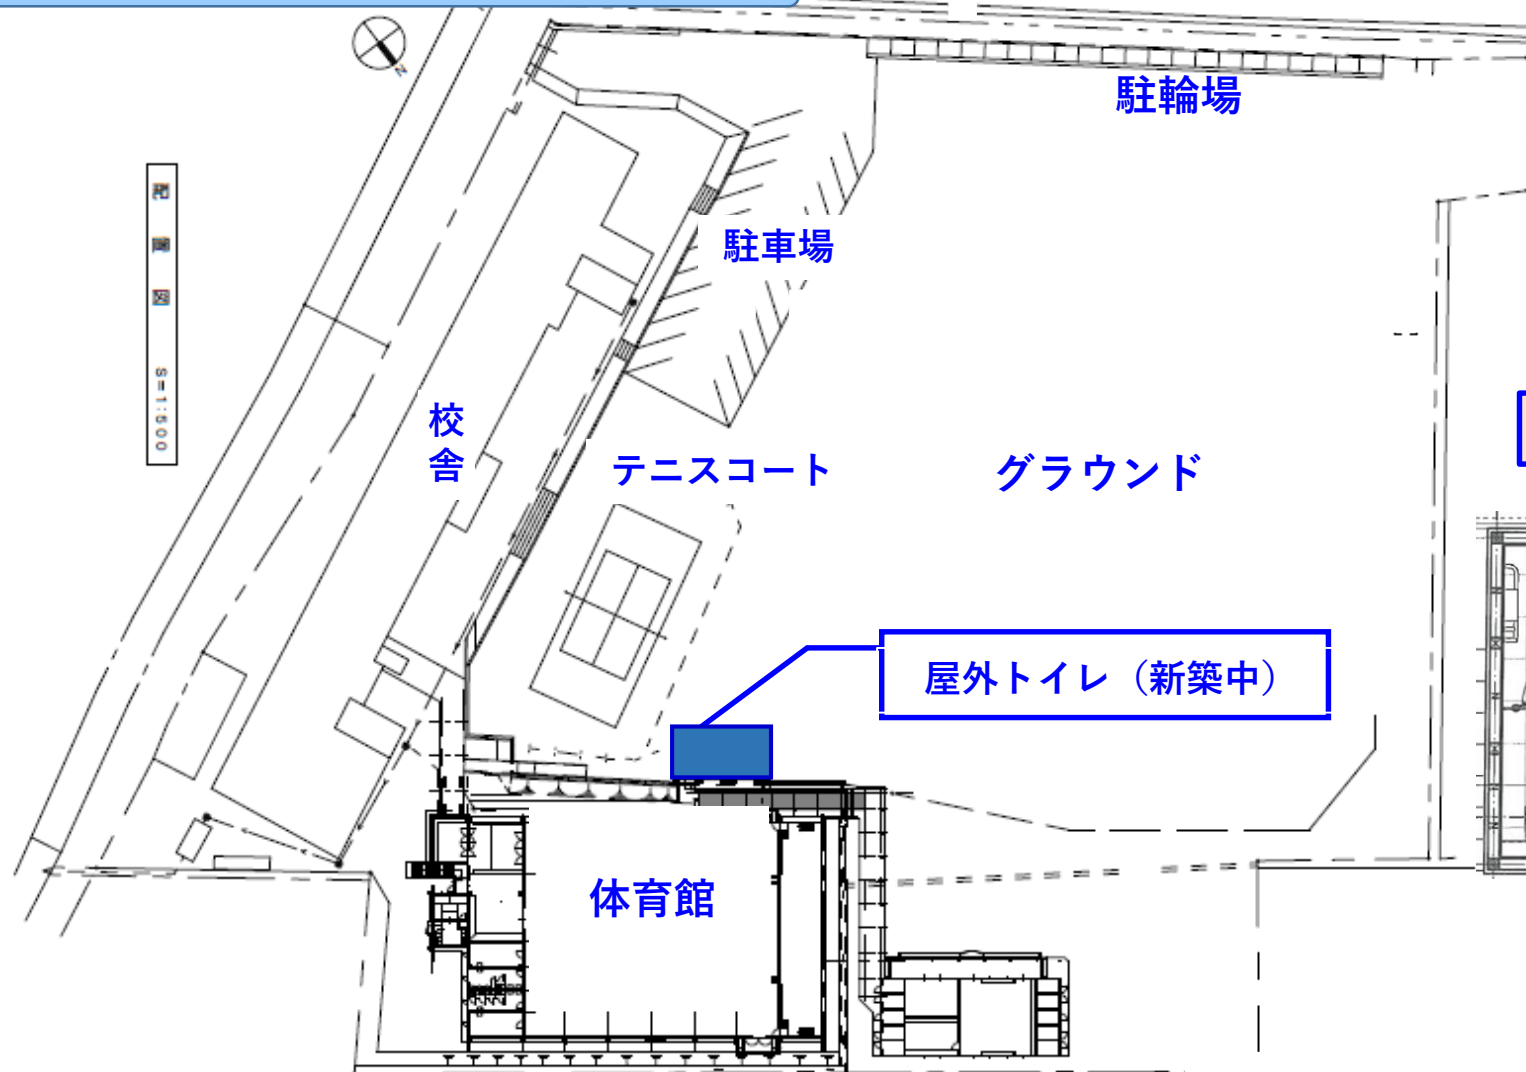 N
駐輪場
配置図 S=1:500
駐車場
校舎
テニスコート
グラウンド
屋外トイレ（新築中）
体育館